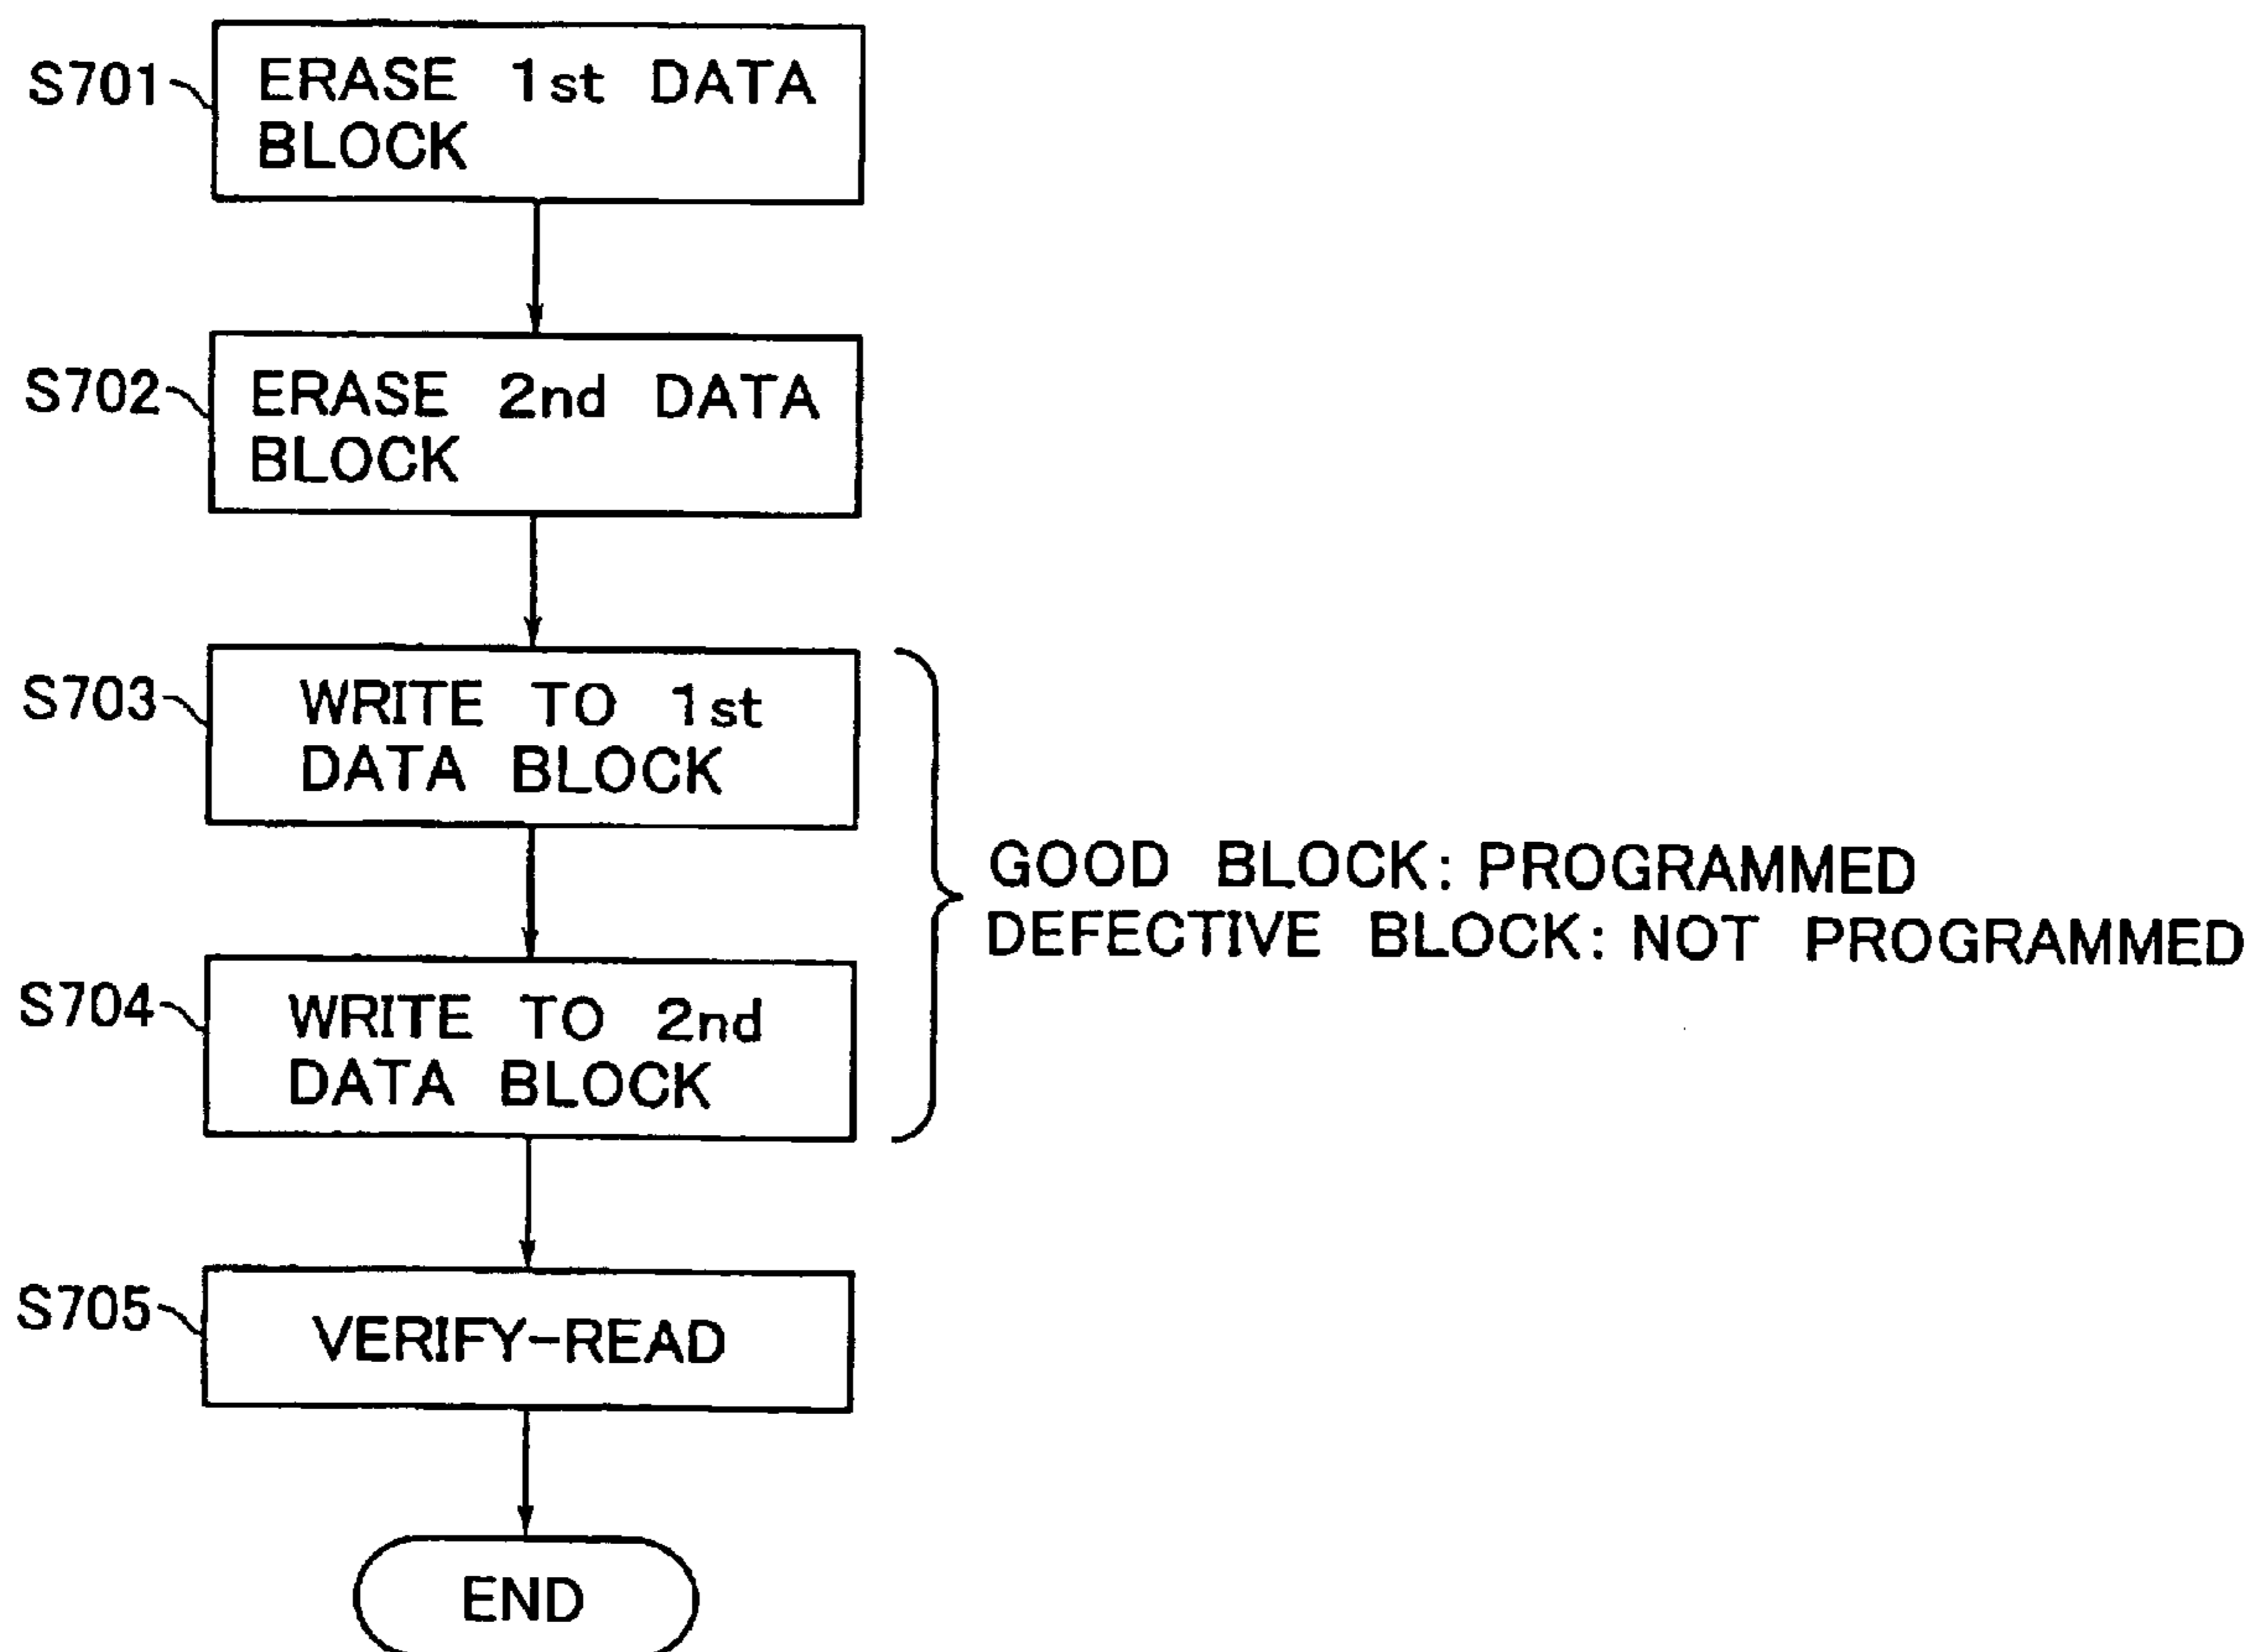 S701
ERASE 1st DATA
BLOCK
S702
ERASE 2nd DATA
BLOCK
S703
WRITE TO 1st
DATA BLOCK
GOOD BLOCK: PROGRAMMED
DEFECTIVE BLOCK: NOT PROGRAMMED
S704
WRITE TO 2nd
DATA BLOCK
S705
VERIFY-READ
END